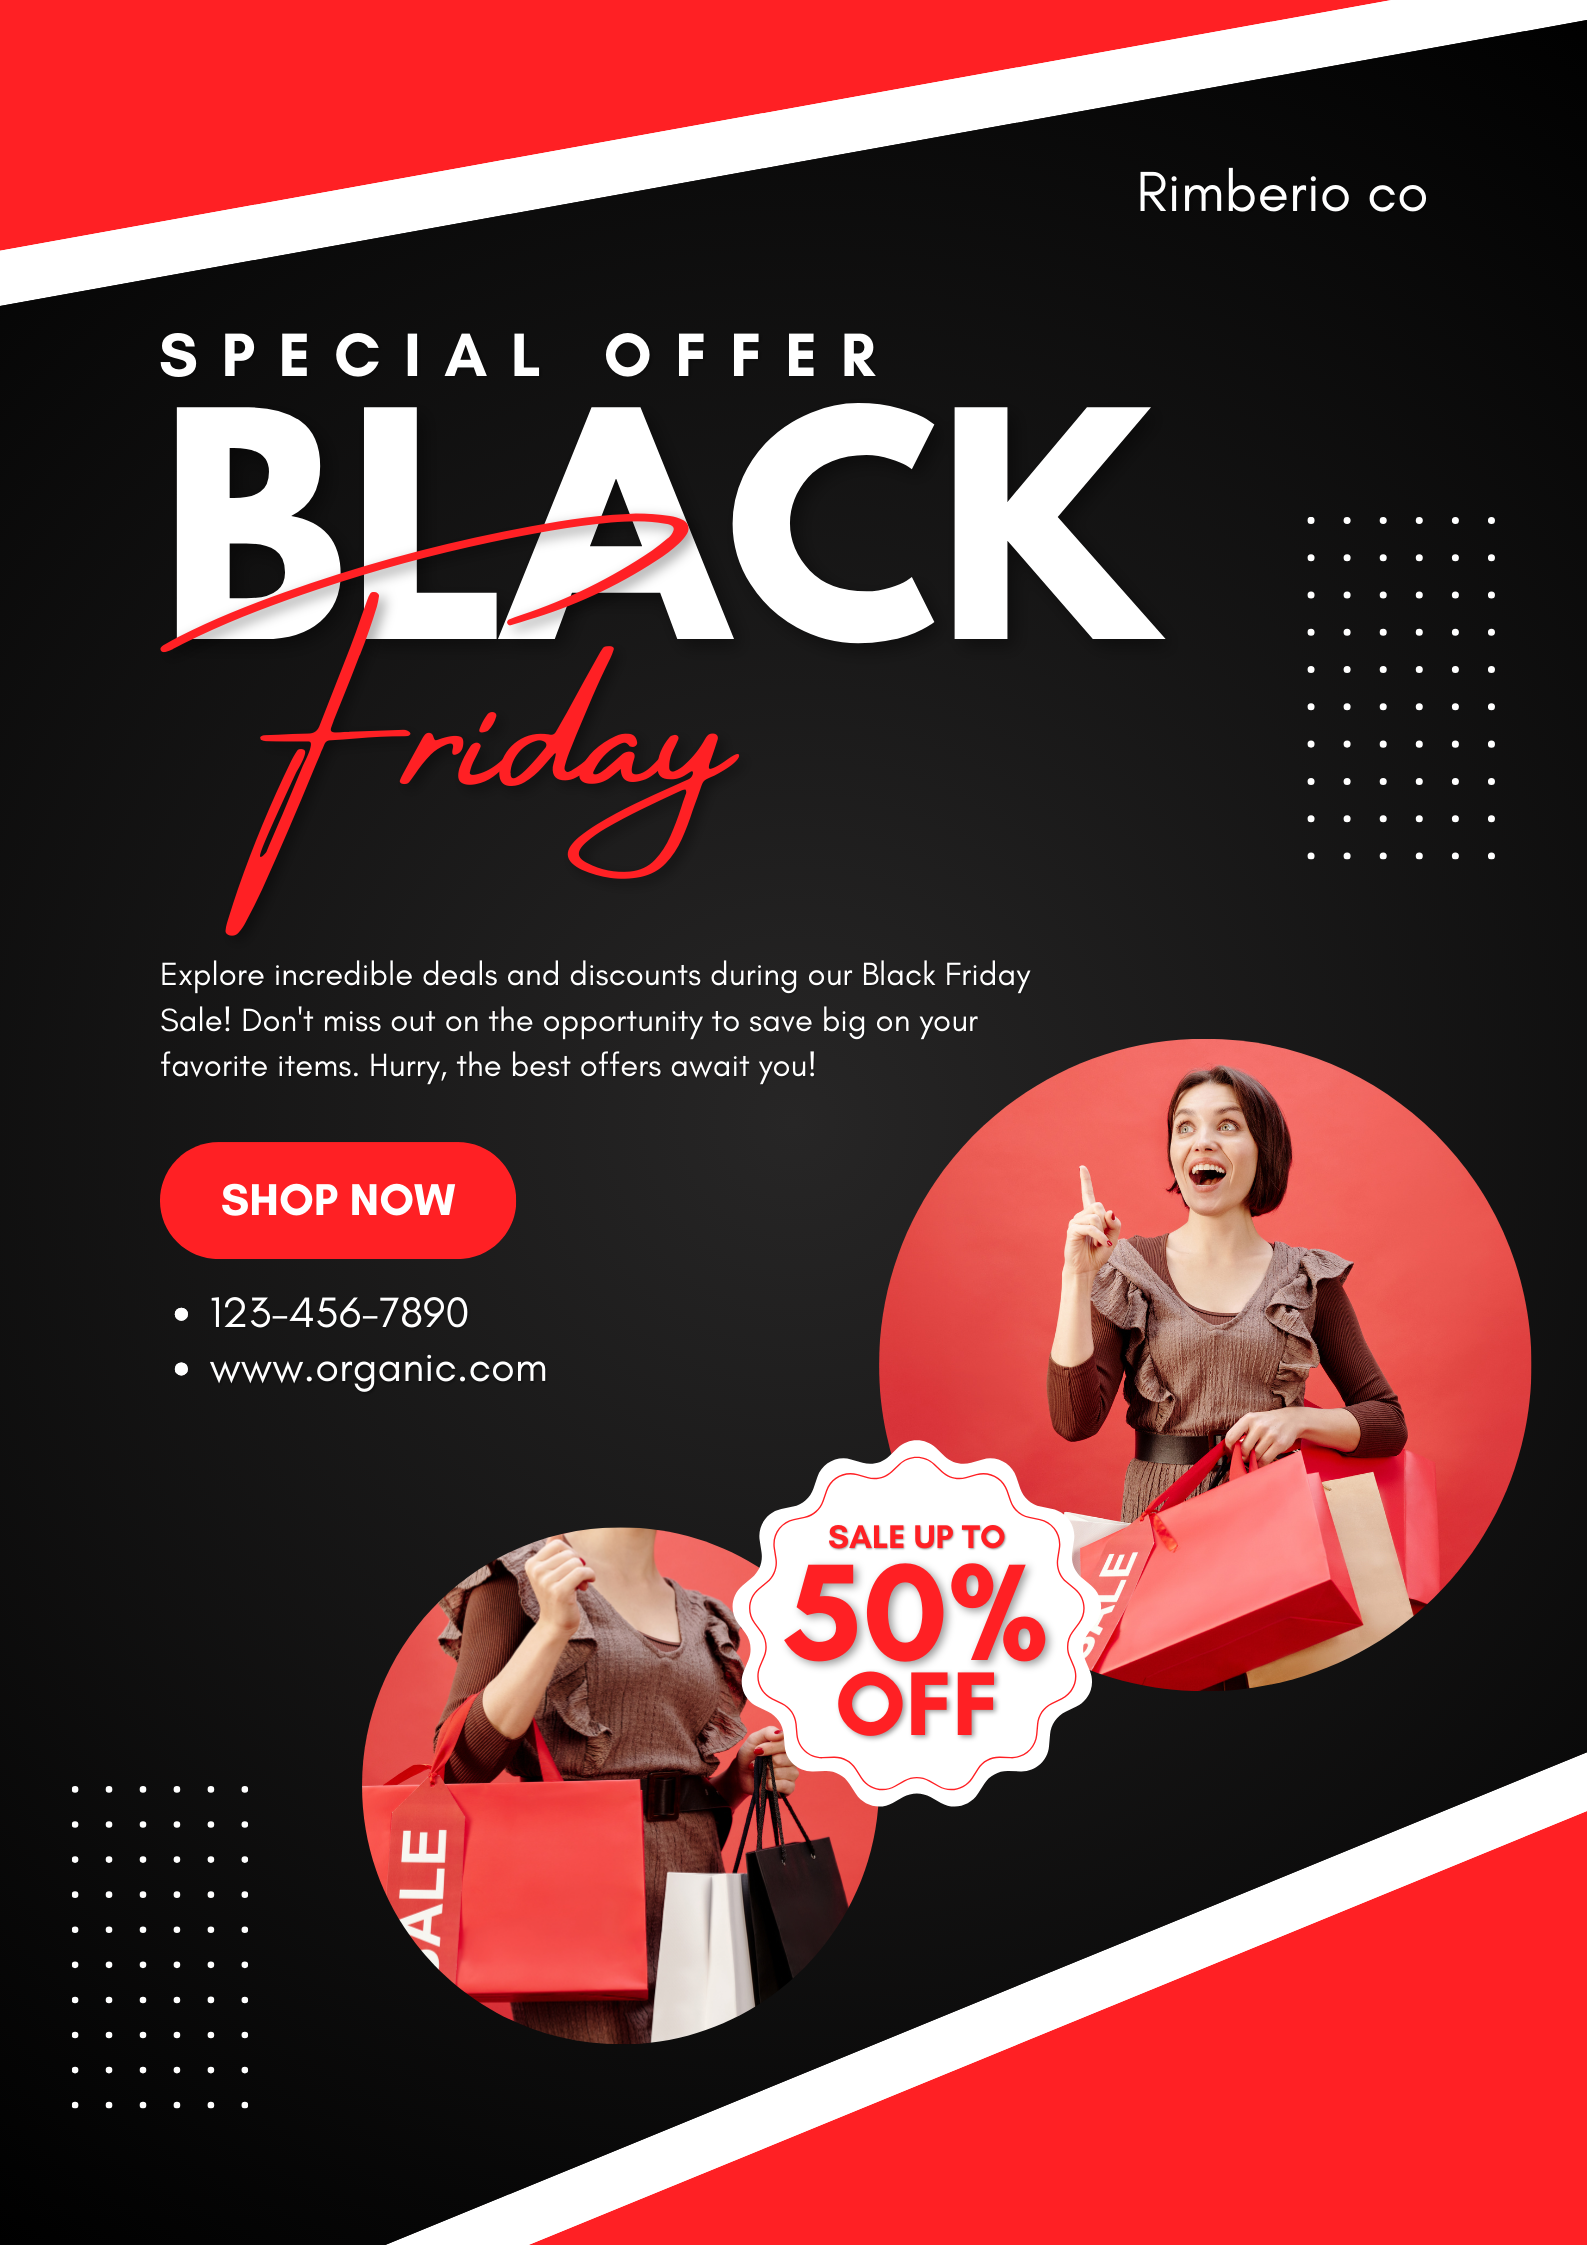 Rimberio co
SPECIAL OFFER
BLACK
Friday
Explore incredible deals and discounts during our Black Friday
Sale! Don't miss out on the opportunity to save big on your
favorite items. Hurry, the best offers await you!
SHOP NOW
• 123-456-7890
• www.organic.com
SALE UP TO
50%
OFF
SALE
SALE